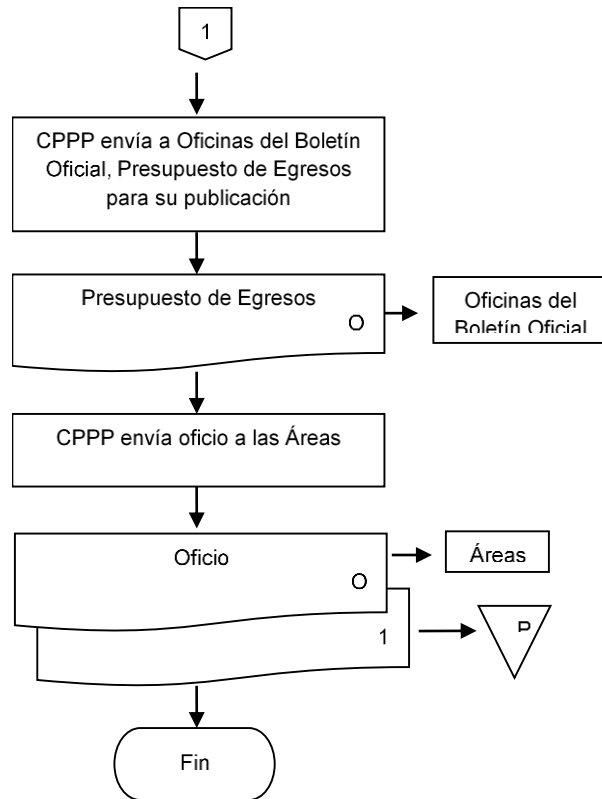 1
CPPP envía a Oficinas del Boletín
Oficial, Presupuesto de Egresos
para su publicación
Presupuesto de Egresos
O
Oficinas del
Boletín Oficial
CPPP envía oficio a las Áreas
Oficio
O
Áreas
1
Fin